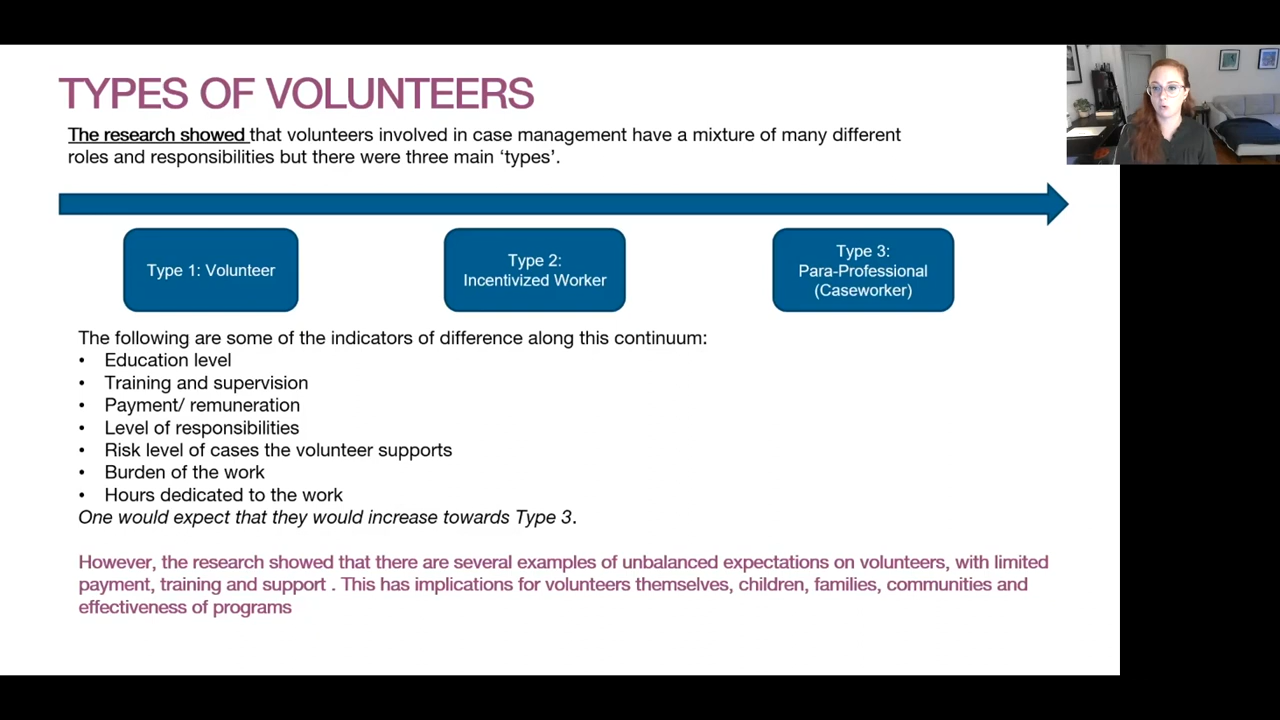 TYPES OF VOLUNTEERS
The research showed that volunteers involved in case management have a mixture of many different
roles and responsibilities but there were three main ‘types’.
Type 1: Volunteer
Type 2:
Incentivized Worker
Type 3:
Para-Professional
(Caseworker)
The following are some of the indicators of difference along this continuum:
• Education level
• Training and supervision
• Payment/ remuneration
• Level of responsibilities
• Risk level of cases the volunteer supports
• Burden of the work
• Hours dedicated to the work
One would expect that they would increase towards Type 3.
However, the research showed that there are several examples of unbalanced expectations on volunteers, with limited
payment, training and support . This has implications for volunteers themselves, children, families, communities and
effectiveness of programs